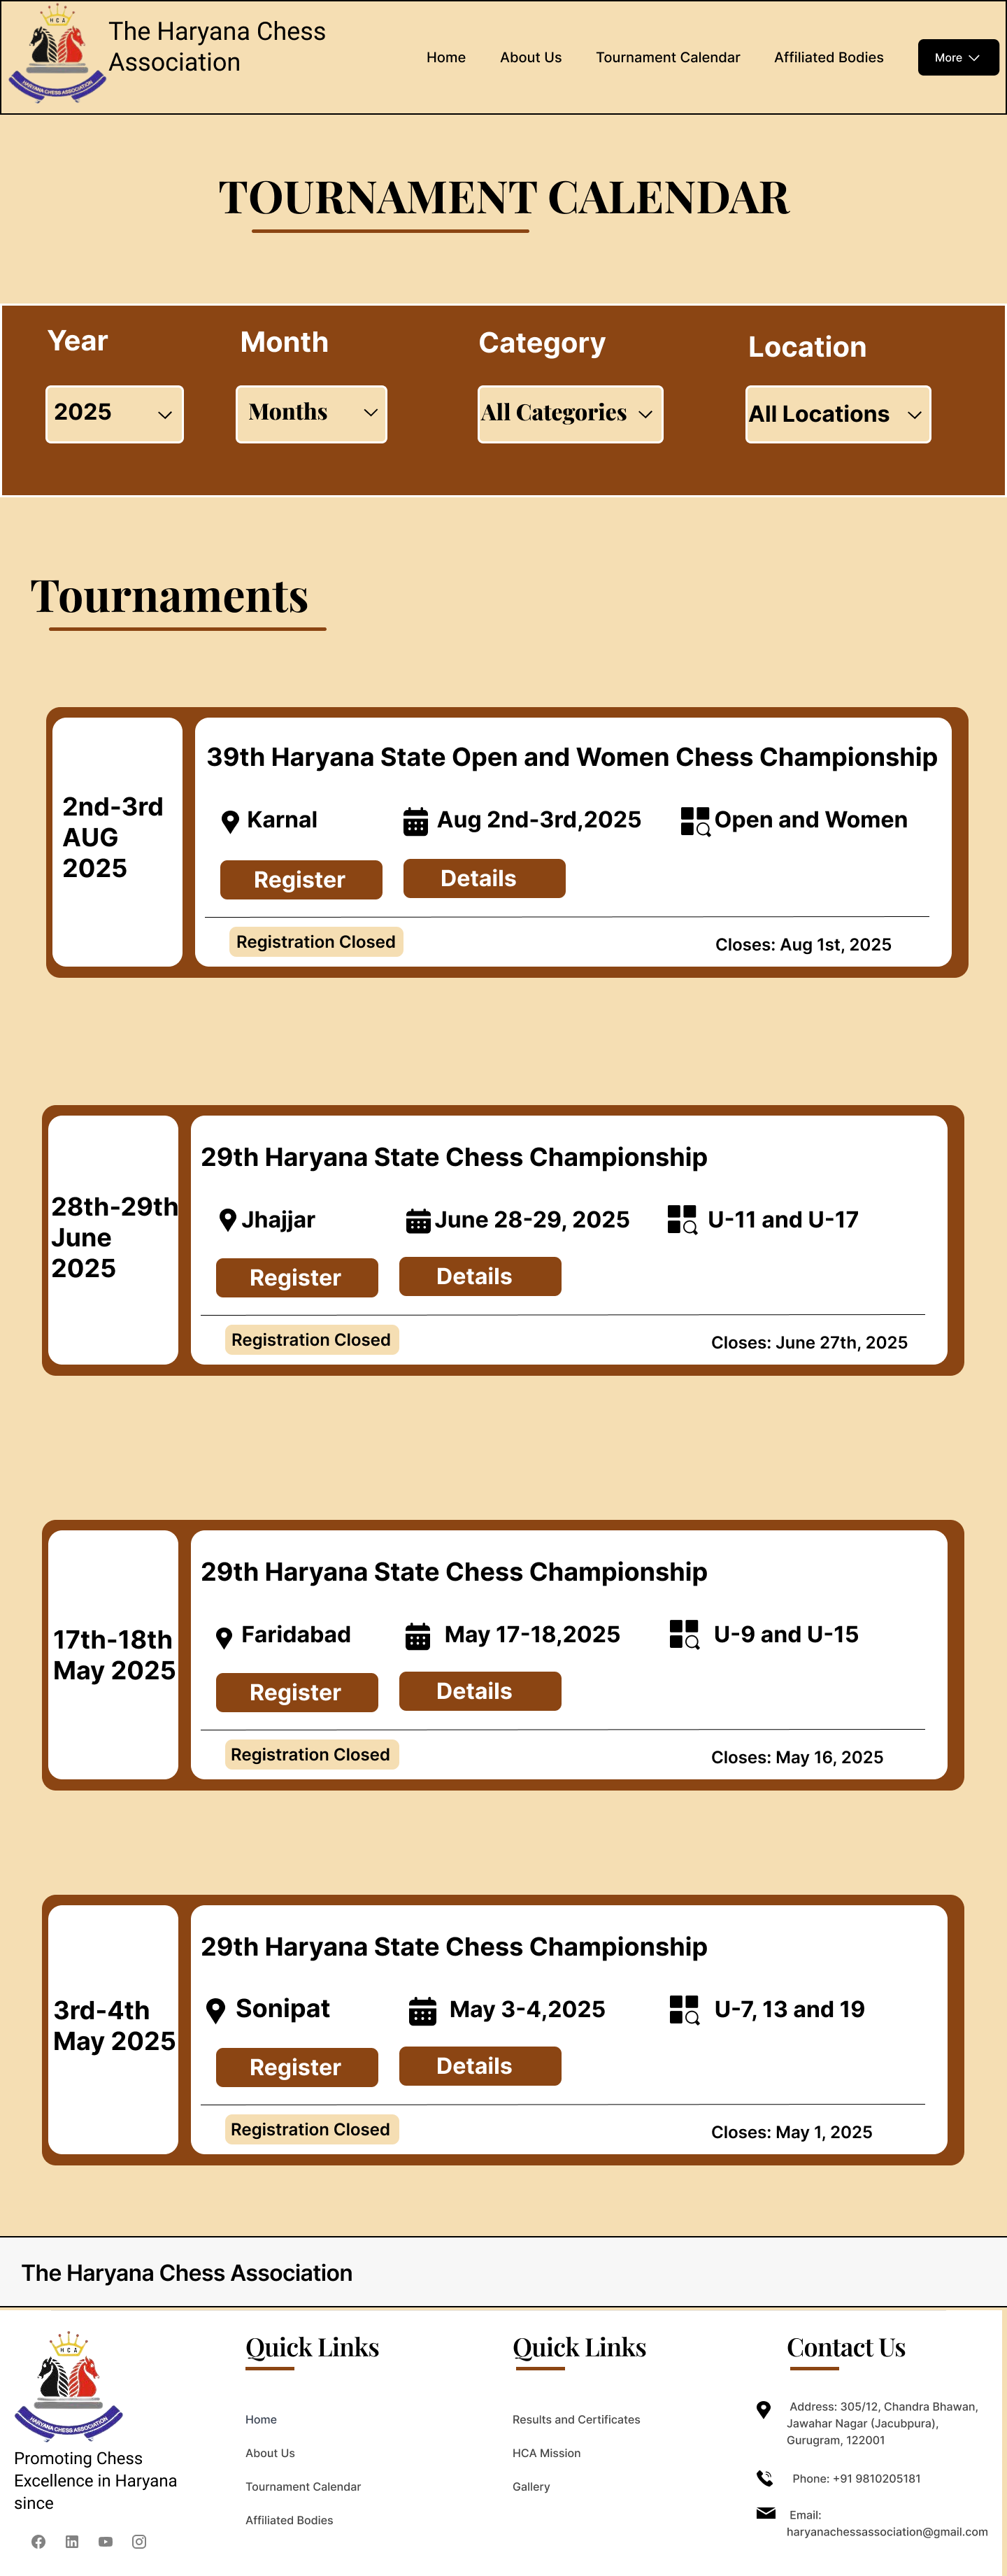 HCA
HARYANA CHESS ASSOCIATION
The Haryana Chess
Association
Home
About Us
Tournament Calendar
Affiliated Bodies
More
TOURNAMENT CALENDAR
Year
Month
Category
Location
2025
Months
All Categories
All Locations
Tournaments
2nd-3rd
AUG
2025
39th Haryana State Open and Women Chess Championship
Karnal
Aug 2nd-3rd,2025
Open and Women
Register
Details
Registration Closed
Closes: Aug 1st, 2025
28th-29th
June
2025
29th Haryana State Chess Championship
Jhajjar
June 28-29, 2025
U-11 and U-17
Register
Details
Registration Closed
Closes: June 27th, 2025
17th-18th
May 2025
29th Haryana State Chess Championship
Faridabad
May 17-18,2025
U-9 and U-15
Register
Details
Registration Closed
Closes: May 16, 2025
3rd-4th
May 2025
29th Haryana State Chess Championship
Sonipat
May 3-4,2025
U-7, 13 and 19
Register
Details
Registration Closed
Closes: May 1, 2025
The Haryana Chess Association
HCA
HARYANA CHESS ASSOCIATION
Promoting Chess
Excellence in Haryana
since
Quick Links
Home
About Us
Tournament Calendar
Affiliated Bodies
Quick Links
Results and Certificates
HCA Mission
Gallery
Contact Us
Address: 305/12, Chandra Bhawan,
Jawahar Nagar (Jacubpura),
Gurugram, 122001
Phone: +91 9810205181
Email:
haryanachessassociation@gmail.com